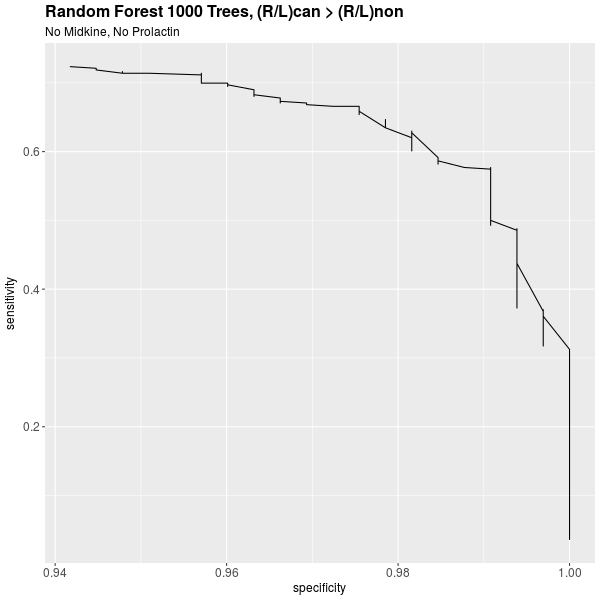 Random Forest 1000 Trees, (R/L)can > (R/L)non
No Midkine, No Prolactin
sensitivity
0.6
0.4
0.2
0.94 0.96 0.98 1.00
specificity